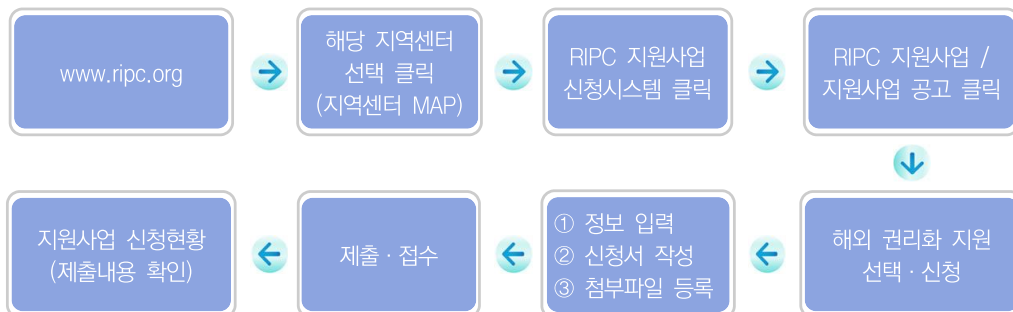 www.ripc.org
해당 지역센터
선택 클릭
(지역센터 MAP)
RIPC 지원사업
신청시스템 클릭
RIPC 지원사업 /
지원사업 공고 클릭
해외 권리화 지원
선택 · 신청
① 정보 입력
② 신청서 작성
③ 첨부파일 등록
제출 · 접수
지원사업 신청현황
(제출내용 확인)